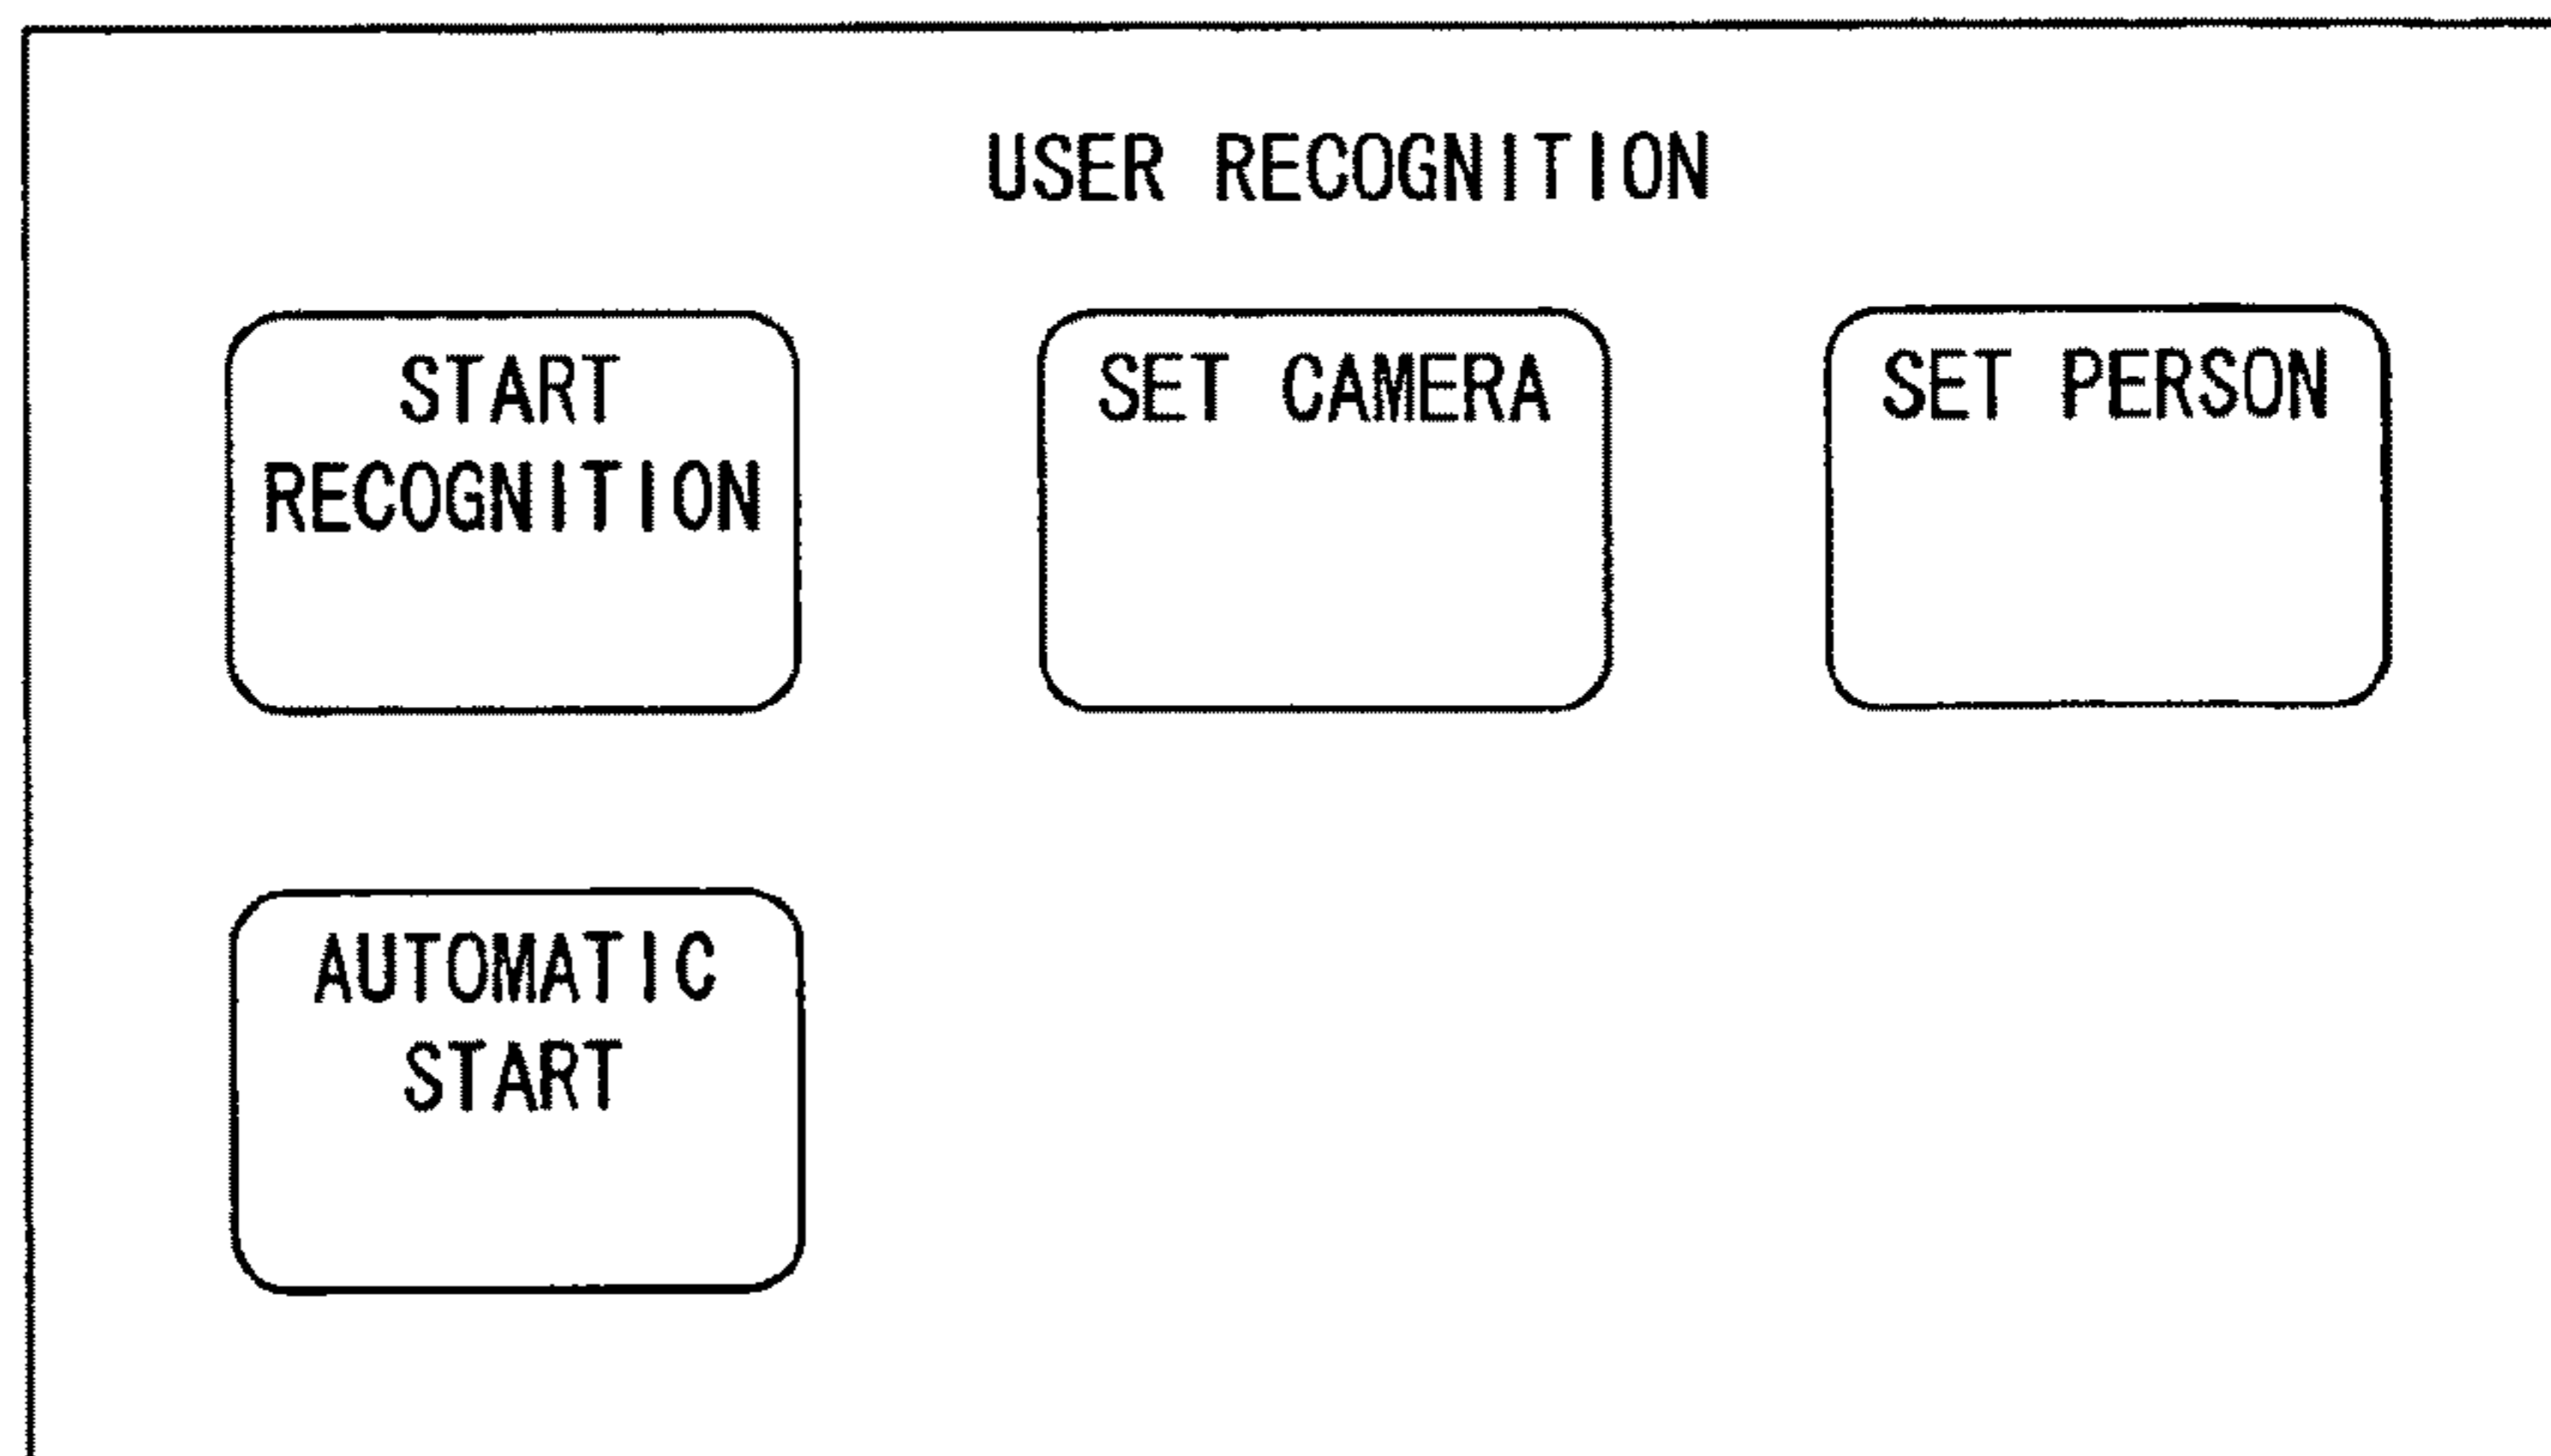 USER RECOGNITION
START
RECOGNITION
SET CAMERA
SET PERSON
AUTOMATIC
START